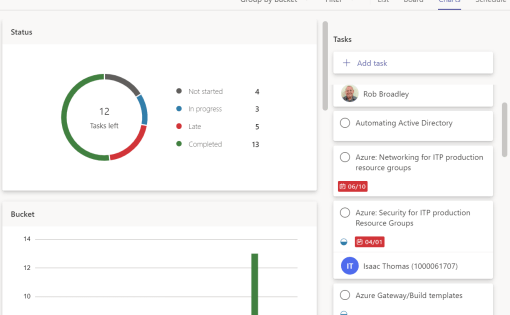 Group by Bucket
Filter
List
Board
Charts
Schedule
Status
12
Tasks left
Not started 4
In progress 3
Late 5
Completed 13
Bucket
14
12
10
Tasks
+ Add task
Rob Broadley
Automating Active Directory
Azure: Networking for ITP production
resource groups
06/10
Azure: Security for ITP production
Resource Groups
04/01
IT
Isaac Thomas (1000061707)
Azure Gateway/Build templates